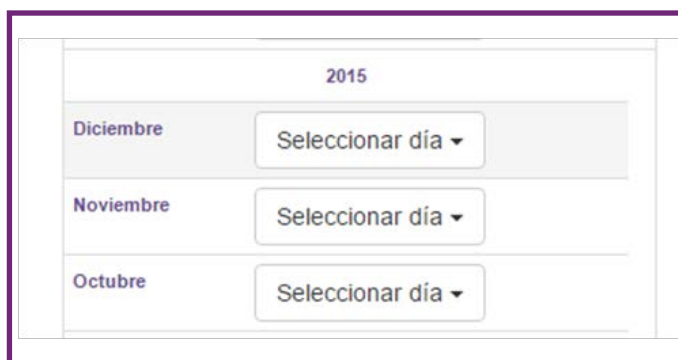 2015
Diciembre Seleccionar día
Noviembre Seleccionar día
Octubre Seleccionar día